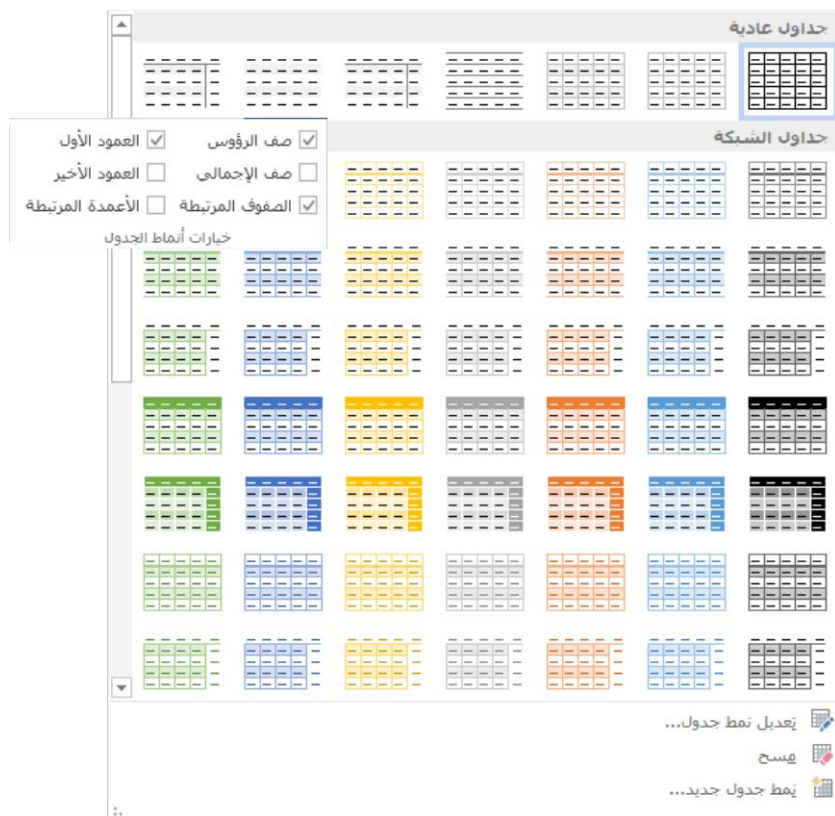 جداول عادية
صف الرؤوس العمود الأول
جداول الشبكة
صف الإجمالي العمود الأخير
الصفوف المرتبطة الأعمدة المرتبطة
خيارات أنماط الجدول
تعديل نمط جدول...
مسح
نمط جدول جديد...